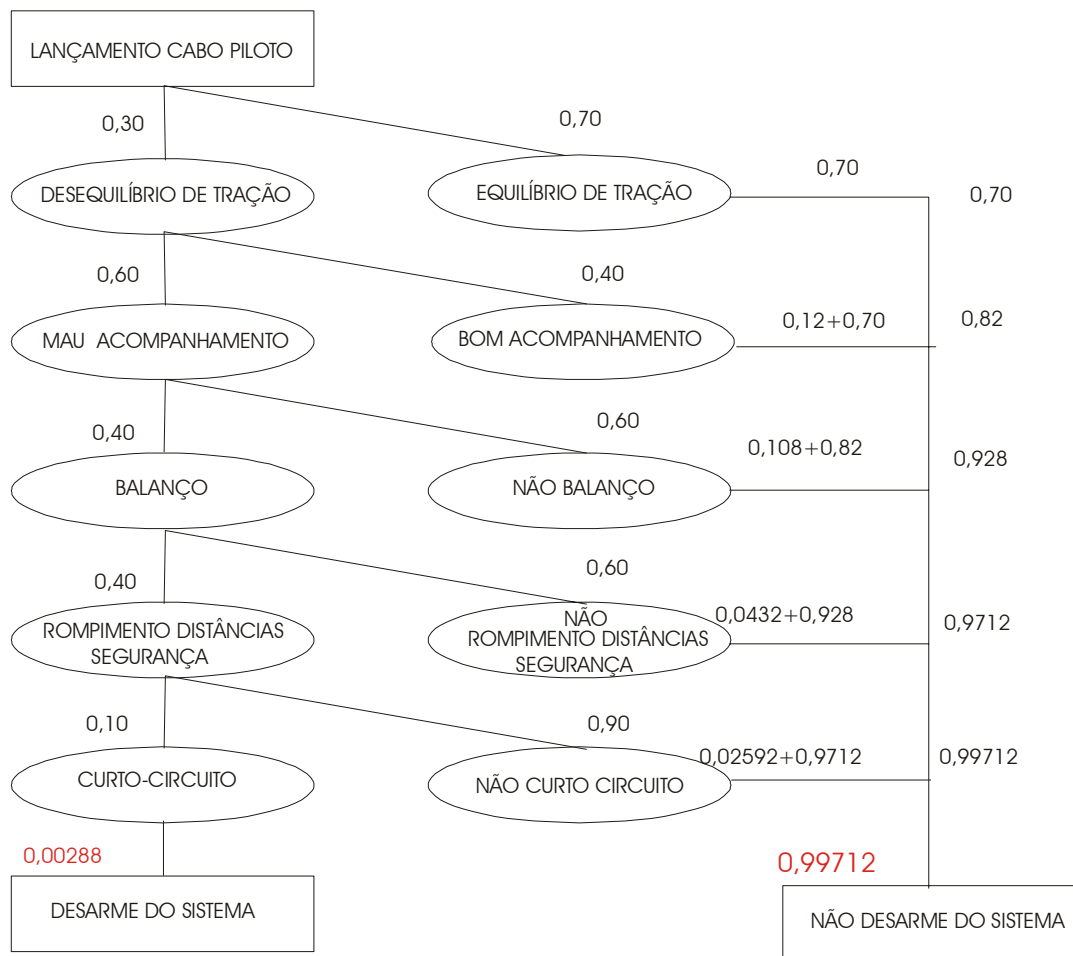 LANÇAMENTO CABO PILOTO
0,30
0,70
DESEQUILÍBRIO DE TRAÇÃO
EQUILÍBRIO DE TRAÇÃO
0,70
0,70
0,60
0,40
MAU ACOMPANHAMENTO
BOM ACOMPANHAMENTO
0,12+0,70
0,82
0,40
0,60
0,108+0,82
0,928
BALANÇO
NÃO BALANÇO
0,40
0,60
ROMPIMENTO DISTÂNCIAS
SEGURANÇA
NÃO
ROMPIMENTO DISTÂNCIAS
SEGURANÇA
0,0432+0,928
0,9712
0,10
0,90
CURTO-CIRCUITO
NÃO CURTO CIRCUITO
0,02592+0,9712
0,99712
0,00288
0,99712
DESARME DO SISTEMA
NÃO DESARME DO SISTEMA